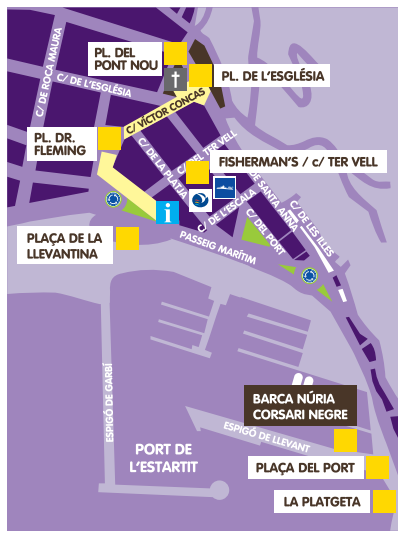 PL. DEL
PONT NOU
C/ DE ROCA MAURA
C/ DE L'ESGLÉSIA
PL. DE L'ESGLÉSIA
C/ VÍCTOR CONCAS
PL. DR.
FLEMING
C/ DE LA PLATJA
C/ DEL TER VELL
FISHERMAN'S / c/ TER VELL
C/ DE SANTA ANNA
C/ DE L'ESCALA
C/ DE LES ILLES
C/ DEL PORT
i
PLAÇA DE LA
LLEVANTINA
PASSEIG MARÍTIM
ESPIGÓ DE GARBÍ
BARCA NÚRIA
CORSARI NEGRE
ESPIGÓ DE LLEVANT
PORT DE
L'ESTARTIT
PLAÇA DEL PORT
LA PLATGETA